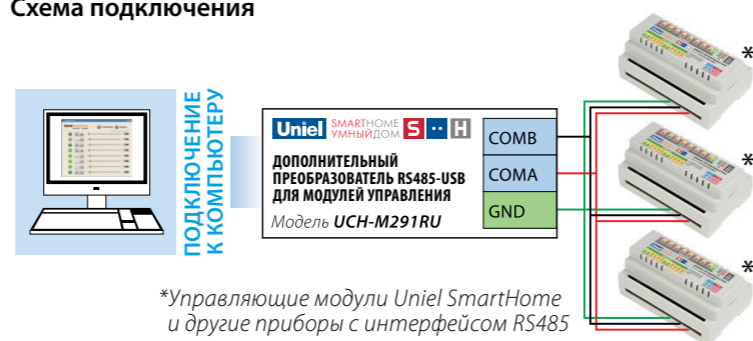 Схема подключения
ПОДКЛЮЧЕНИЕ
К КОМПЬЮТЕРУ
Uniel SMARTHOME УМНЫЙДОМ S H
ДОПОЛНИТЕЛЬНЫЙ
ПРЕОБРАЗОВАТЕЛЬ RS485-USB
ДЛЯ МОДУЛЕЙ УПРАВЛЕНИЯ
Модель UCH-M291RU
COMB
COMA
GND
*
*
*
*Управляющие модули Uniel SmartHome
и другие приборы с интерфейсом RS485